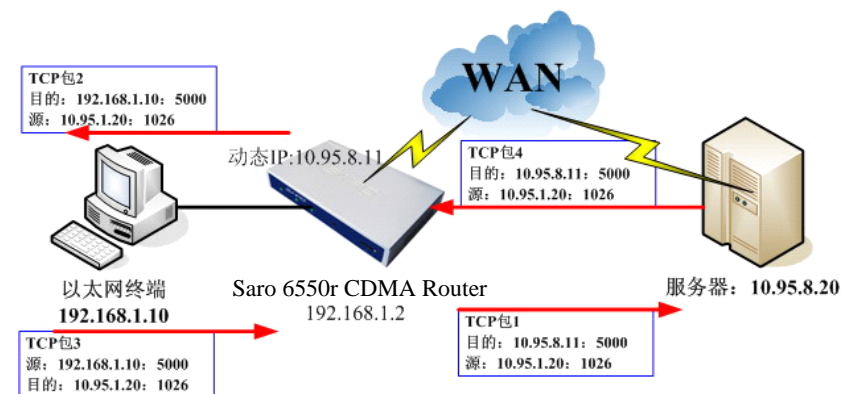 TCP包2
目的：192.168.1.10：5000
源：10.95.1.20：1026
WAN
动态IP:10.95.8.11
TCP包4
目的：10.95.8.11：5000
源：10.95.1.20：1026
以太网终端
192.168.1.10
Saro 6550r CDMA Router
192.168.1.2
服务器：10.95.8.20
TCP包3
源：192.168.1.10：5000
目的：10.95.1.20：1026
TCP包1
目的：10.95.8.11：5000
源：10.95.1.20：1026